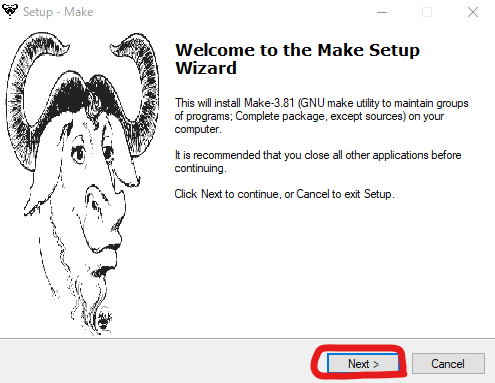 Setup - Make
Welcome to the Make Setup
Wizard
This will install Make-3.81 (GNU make utility to maintain groups
of programs; Complete package, except sources) on your
computer.
It is recommended that you close all other applications before
continuing.
Click Next to continue, or Cancel to exit Setup.
Next >
Cancel